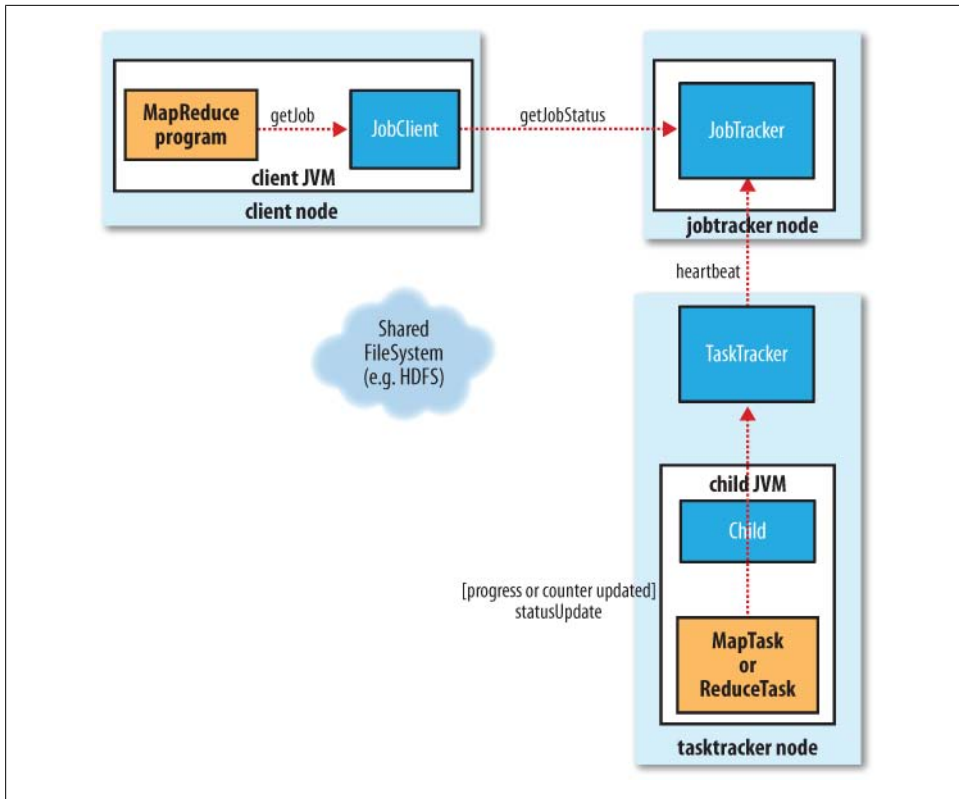 MapReduce
program
getJob
JobClient
client JVM
client node
getJobStatus
JobTracker
jobtracker node
heartbeat
Shared
FileSystem
(e.g. HDFS)
TaskTracker
child JVM
Child
[progress or counter updated]
statusUpdate
MapTask
or
ReduceTask
tasktracker node